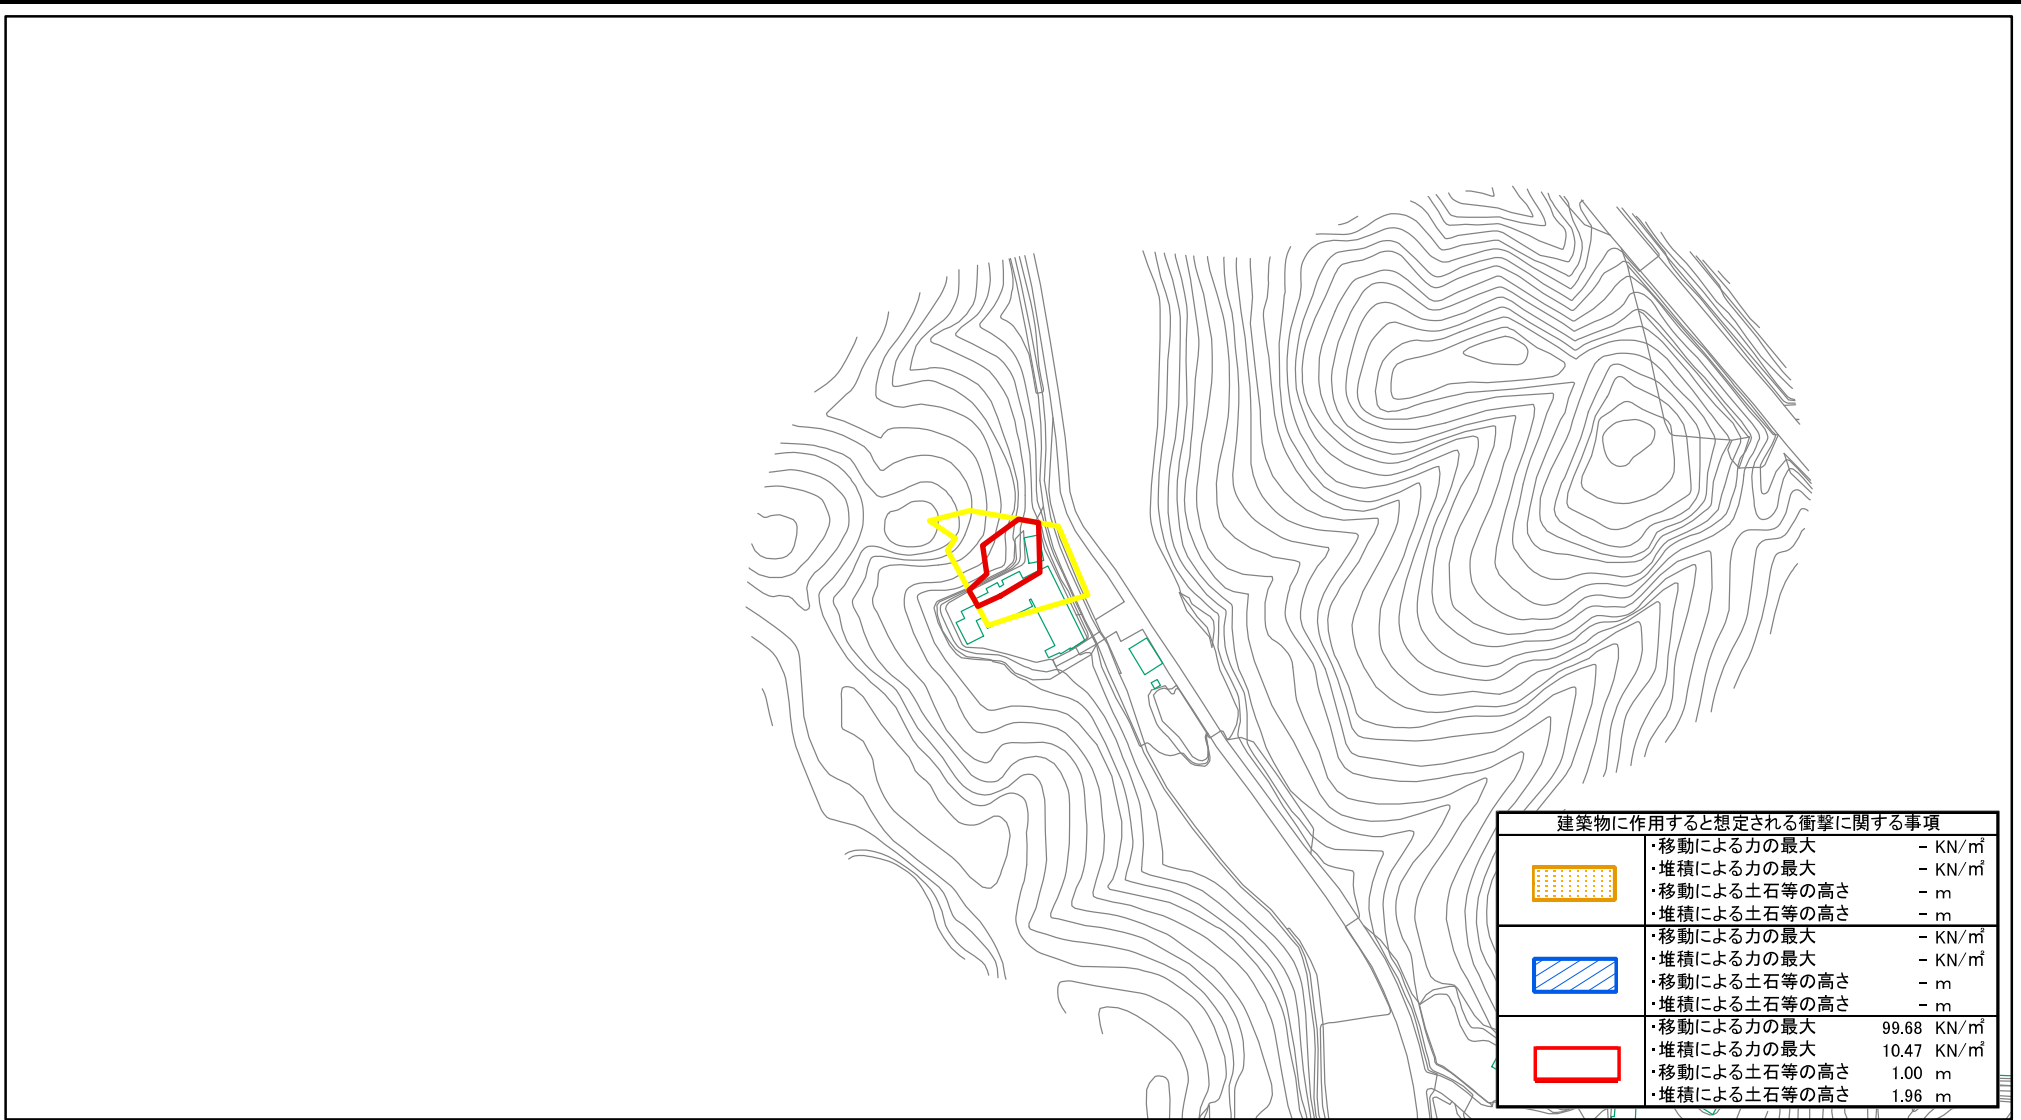 建築物に作用すると想定される衝撃に関する事項
・移動による力の最大 - KN/㎡
・堆積による力の最大 - KN/㎡
・移動による土石等の高さ - m
・堆積による土石等の高さ - m
・移動による力の最大 - KN/㎡
・堆積による力の最大 - KN/㎡
・移動による土石等の高さ - m
・堆積による土石等の高さ - m
・移動による力の最大 99.68 KN/㎡
・堆積による力の最大 10.47 KN/㎡
・移動による土石等の高さ 1.00 m
・堆積による土石等の高さ 1.96 m